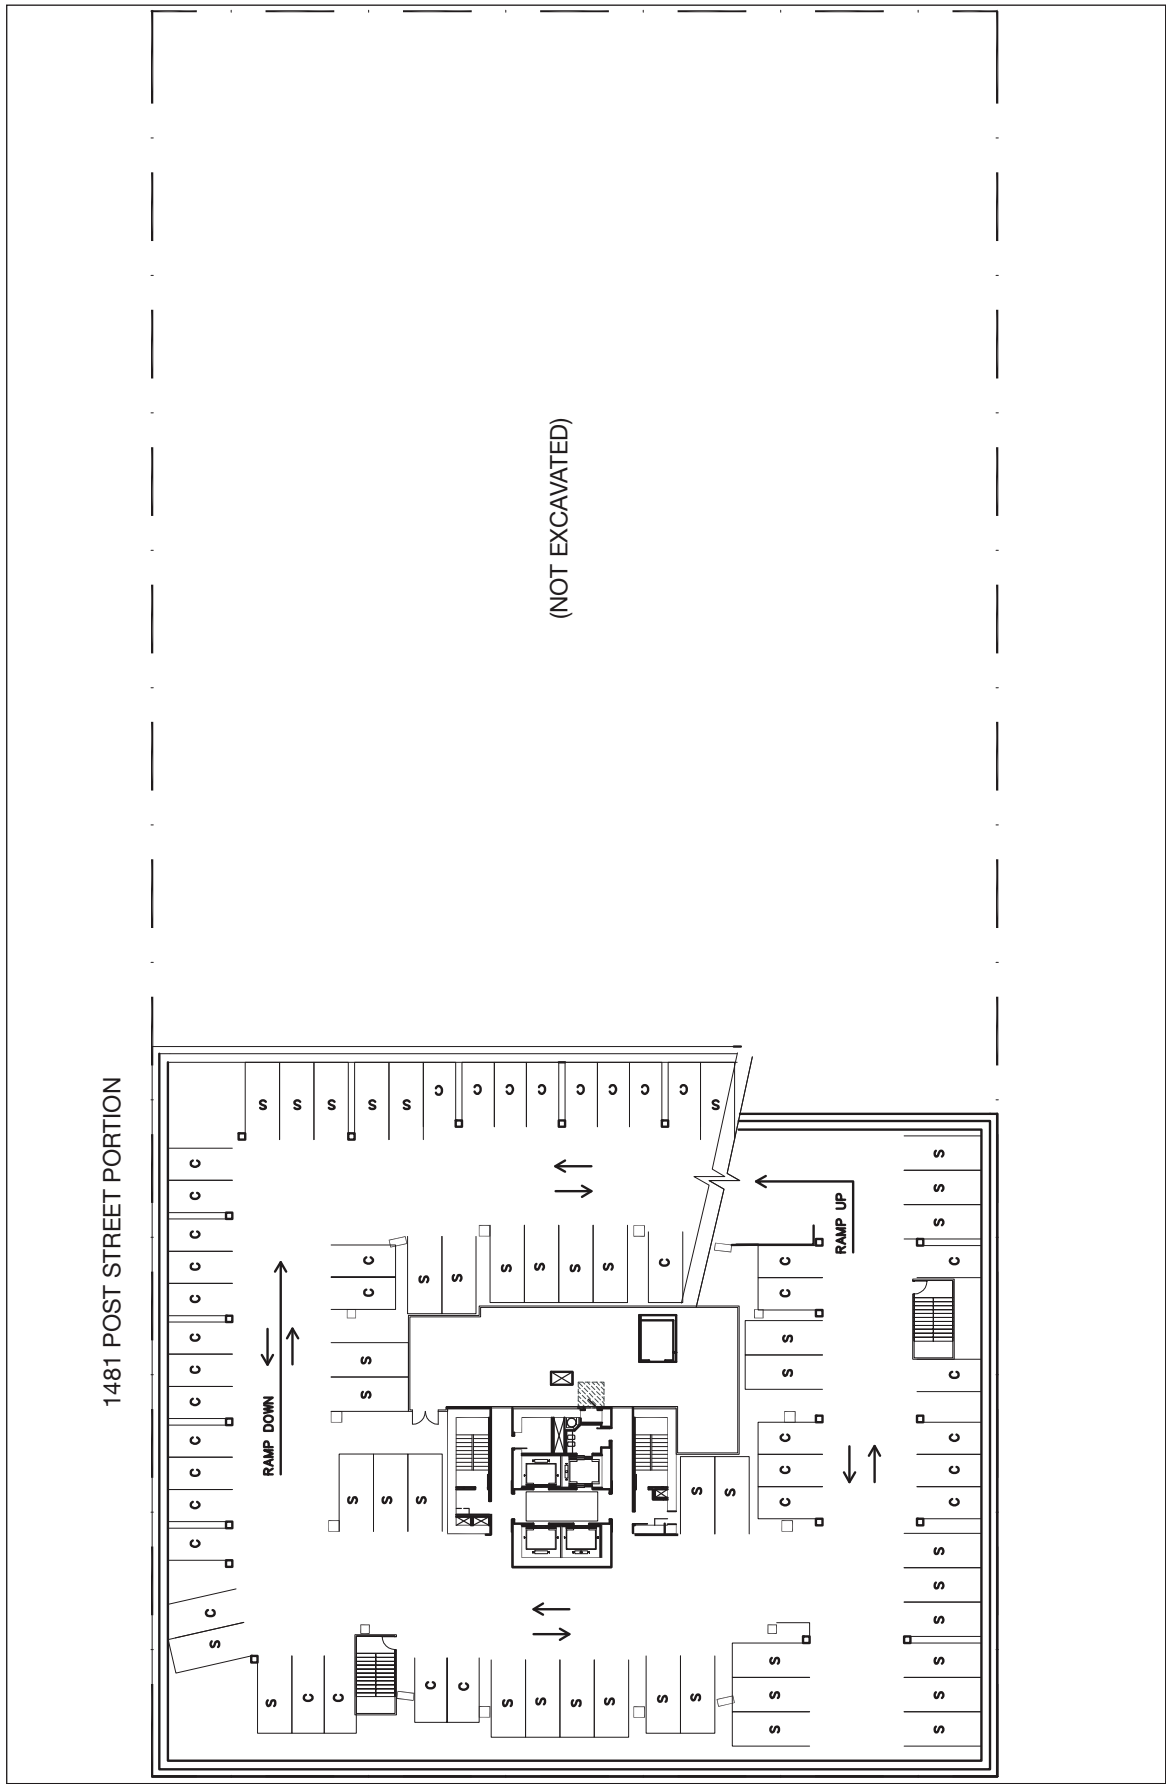 1481 POST STREET PORTION
(NOT EXCAVATED)
C C C C C C C C C C C C
C
S
RAMP DOWN
S S S S S C C C C C C C C S
C C
S S
S S S
S S
S S S S
C
S S
RAMP UP
C C
S S
C C C
S S S C C C C C S S S S S S
S C C
C C
S S S S
S S
S S S